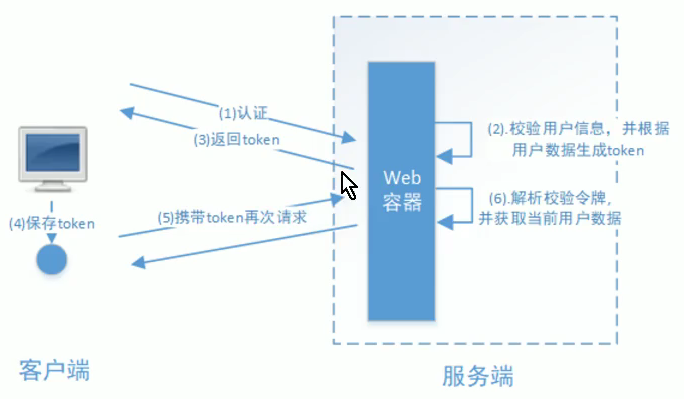 (1)认证
(3)返回token
(2).校验用户信息，并根据
用户数据生成token
Web
容器
(4)保存token
(5)携带token再次请求
(6).解析校验令牌，
并获取当前用户数据
客户端
服务端